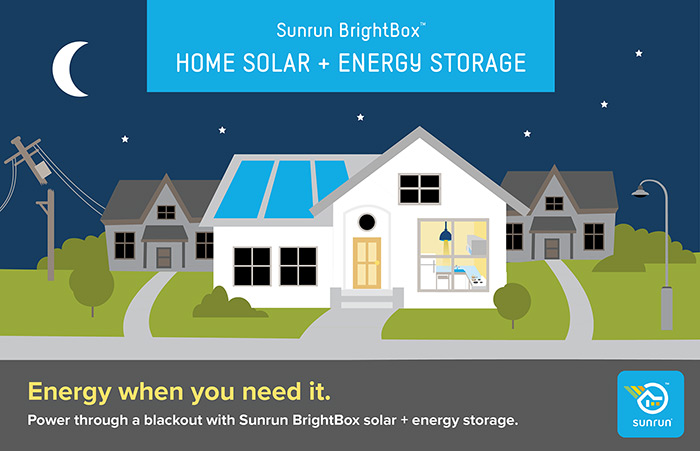 Sunrun BrightBox™
HOME SOLAR + ENERGY STORAGE
Energy when you need it.
Power through a blackout with Sunrun BrightBox solar + energy storage.
™
sunrun